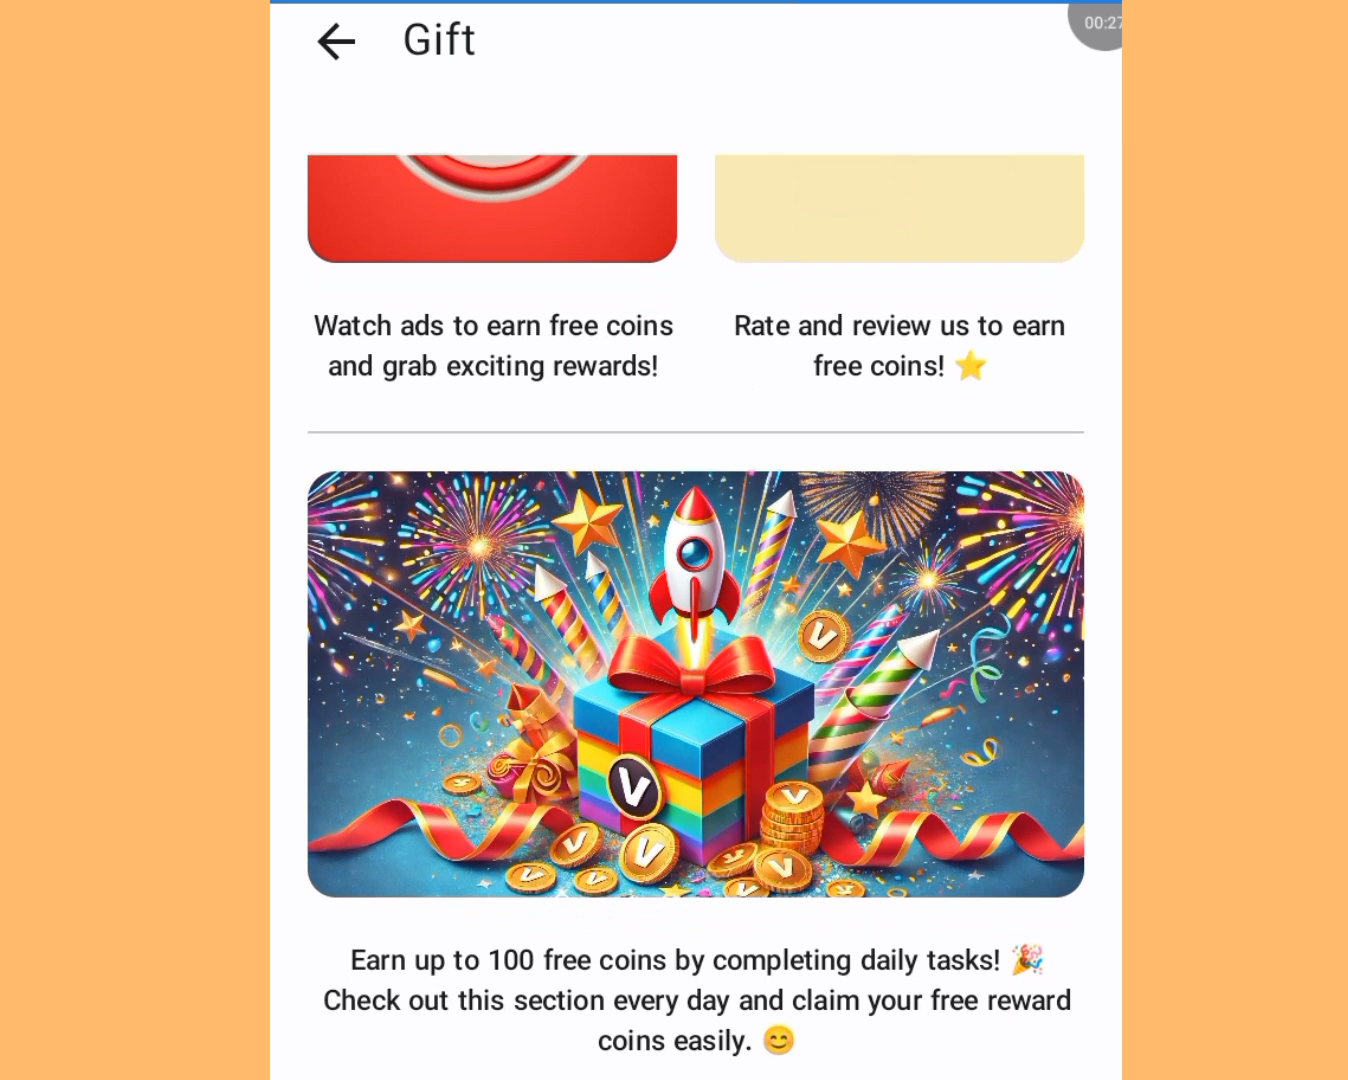 Gift
00:27
Watch ads to earn free coins
and grab exciting rewards!
Rate and review us to earn
free coins! ⭐
V
V
V
V
V
V
V
V
V
Earn up to 100 free coins by completing daily tasks! 🎉
Check out this section every day and claim your free reward
coins easily. 😊